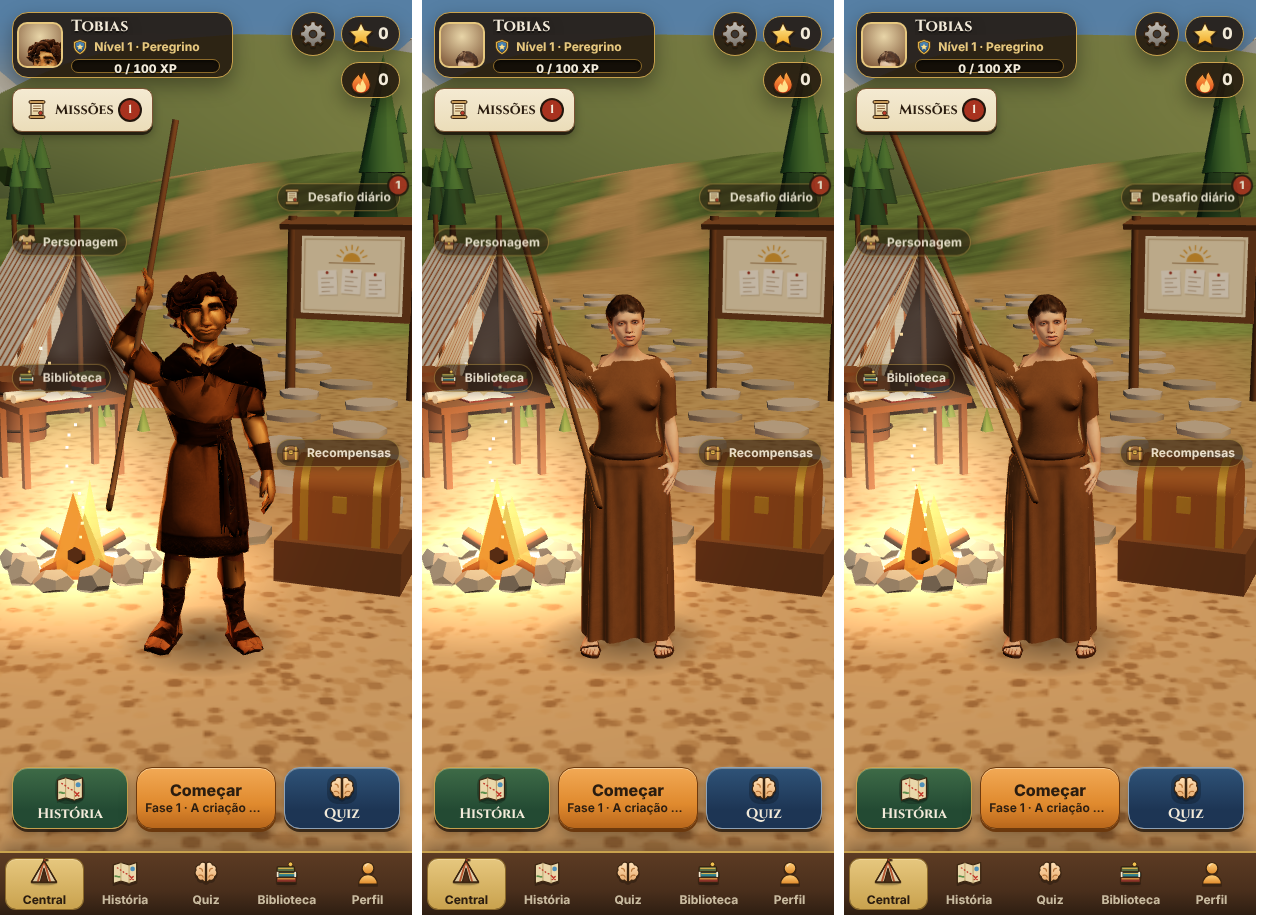 TOBIAS
Nível 1 · Peregrino
0 / 100 XP
0
0
MISSÕES 1
Desafio diário 1
Personagem
Biblioteca
Recompensas
HISTÓRIA
Começar
Fase 1 · A criação ...
QUIZ
Central
História
Quiz
Biblioteca
Perfil
TOBIAS
Nível 1 · Peregrino
0 / 100 XP
0
0
MISSÕES 1
Desafio diário 1
Personagem
Biblioteca
Recompensas
HISTÓRIA
Começar
Fase 1 · A criação ...
QUIZ
Central
História
Quiz
Biblioteca
Perfil
TOBIAS
Nível 1 · Peregrino
0 / 100 XP
0
0
MISSÕES 1
Desafio diário 1
Personagem
Biblioteca
Recompensas
HISTÓRIA
Começar
Fase 1 · A criação ...
QUIZ
Central
História
Quiz
Biblioteca
Perfil